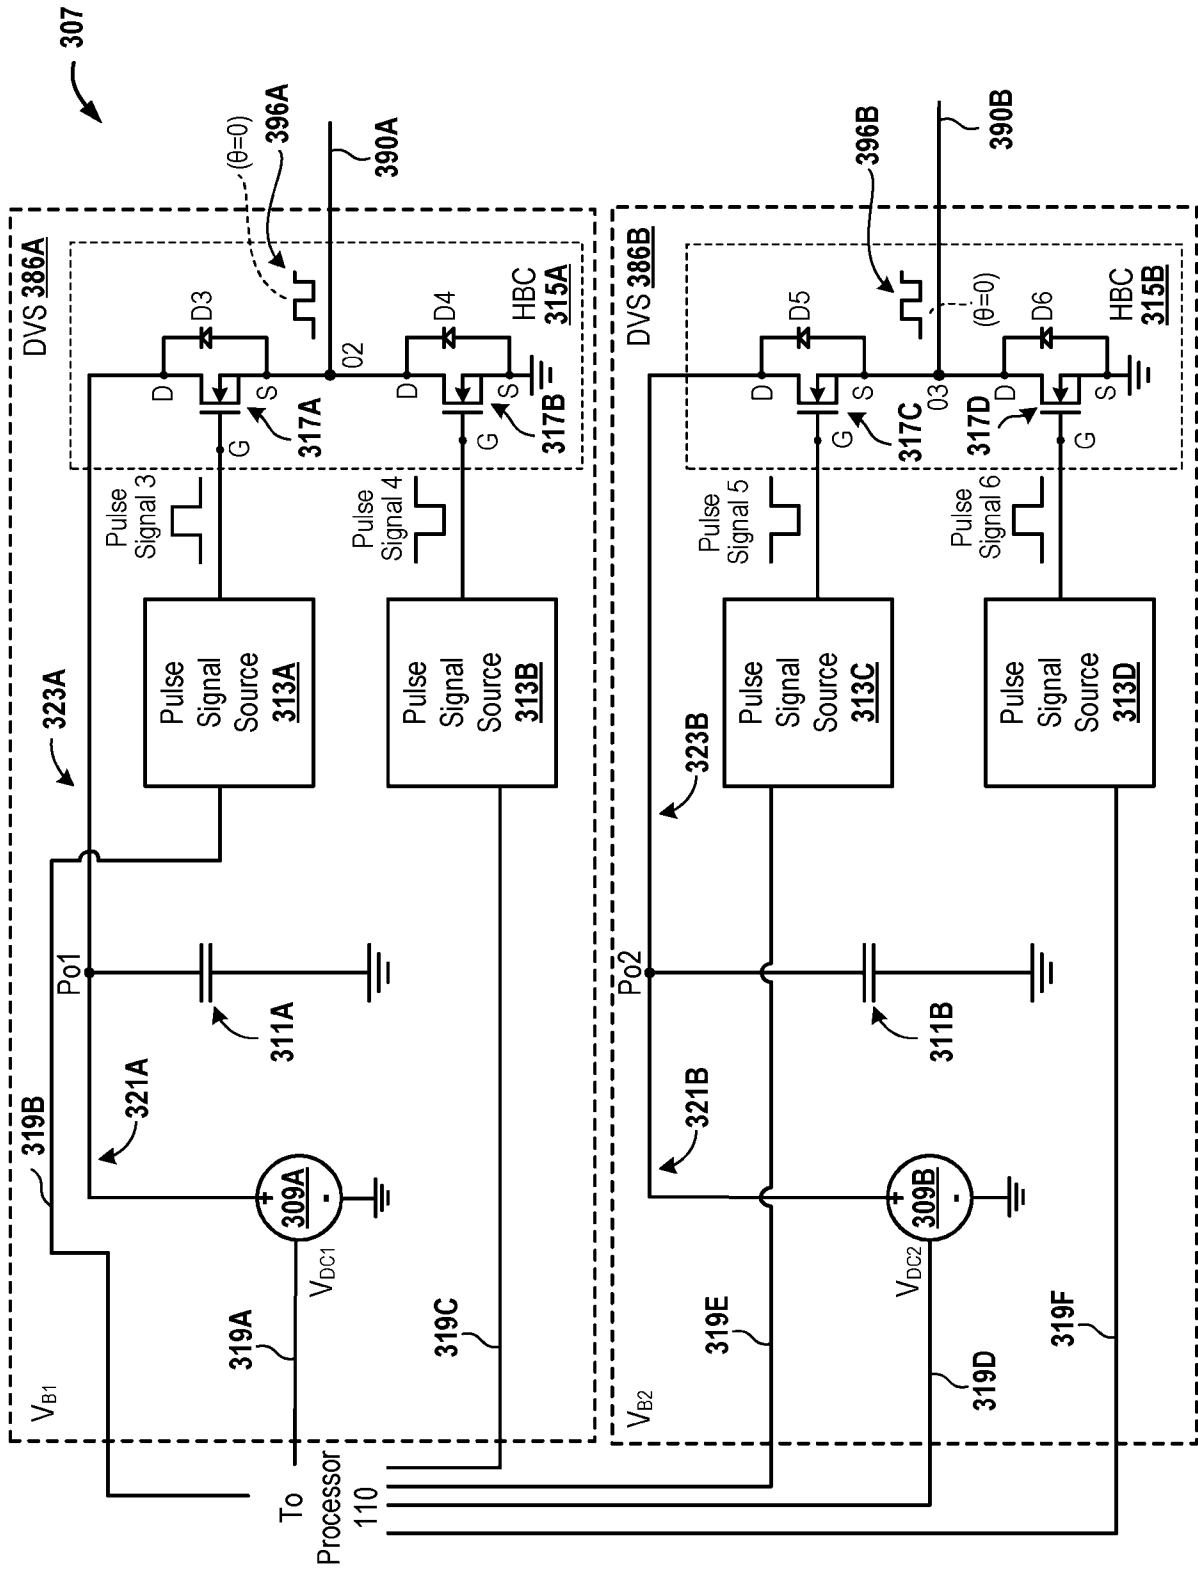 307
DVS 386A
(θ=0)
396A
390A
D3
D
S
G
317A
02
D4
D
S
G
317B
HBC
315A
Pulse
Signal 3
Pulse
Signal 4
323A
Pulse
Signal
Source
313A
Pulse
Signal
Source
313B
Po1
311A
321A
319B
309A
+
-
VDC1
319A
319C
VB1
To
Processor
110
DVS 386B
396B
(θ=0)
390B
D5
D
S
G
317C
03
D6
D
S
G
317D
HBC
315B
Pulse
Signal 5
Pulse
Signal 6
323B
Pulse
Signal
Source
313C
Pulse
Signal
Source
313D
Po2
311B
321B
309B
+
-
VDC2
319E
319D
319F
VB2